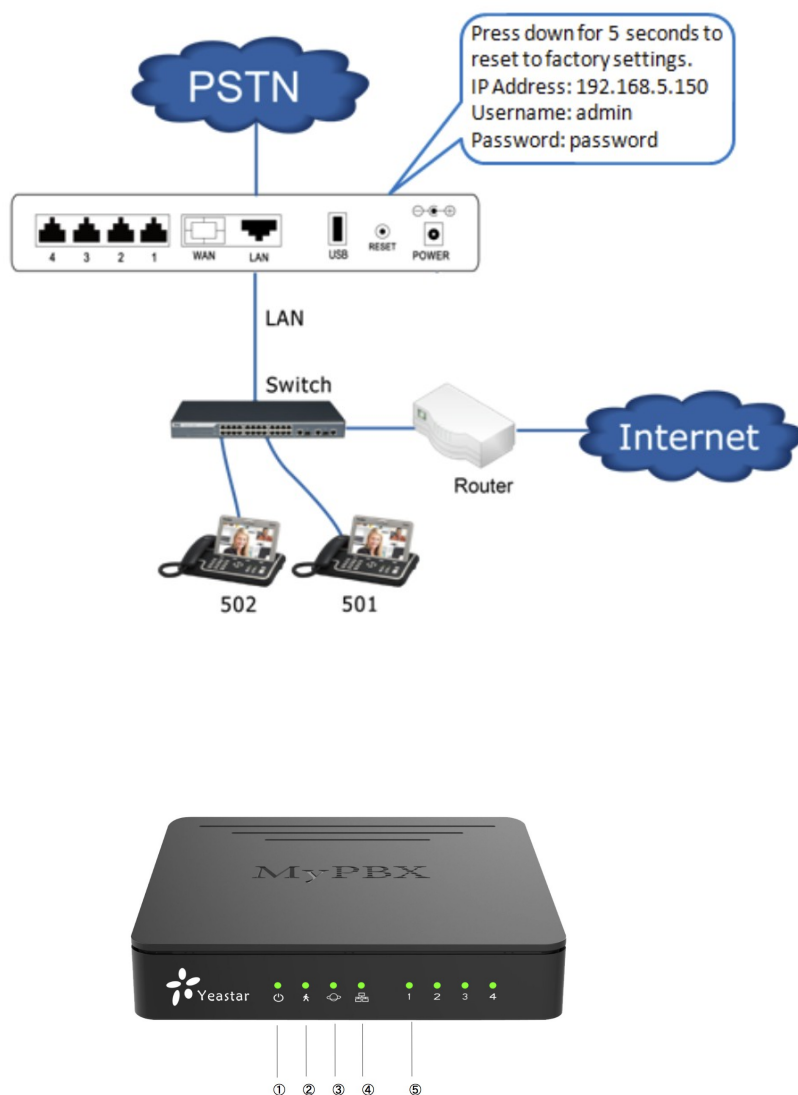 PSTN
Press down for 5 seconds to
reset to factory settings.
IP Address: 192.168.5.150
Username: admin
Password: password
4 3 2 1 WAN LAN USB RESET POWER
LAN
Switch
Router
Internet
502 501
MyPBX
Yeastar
1 2 3 4
① ② ③ ④ ⑤